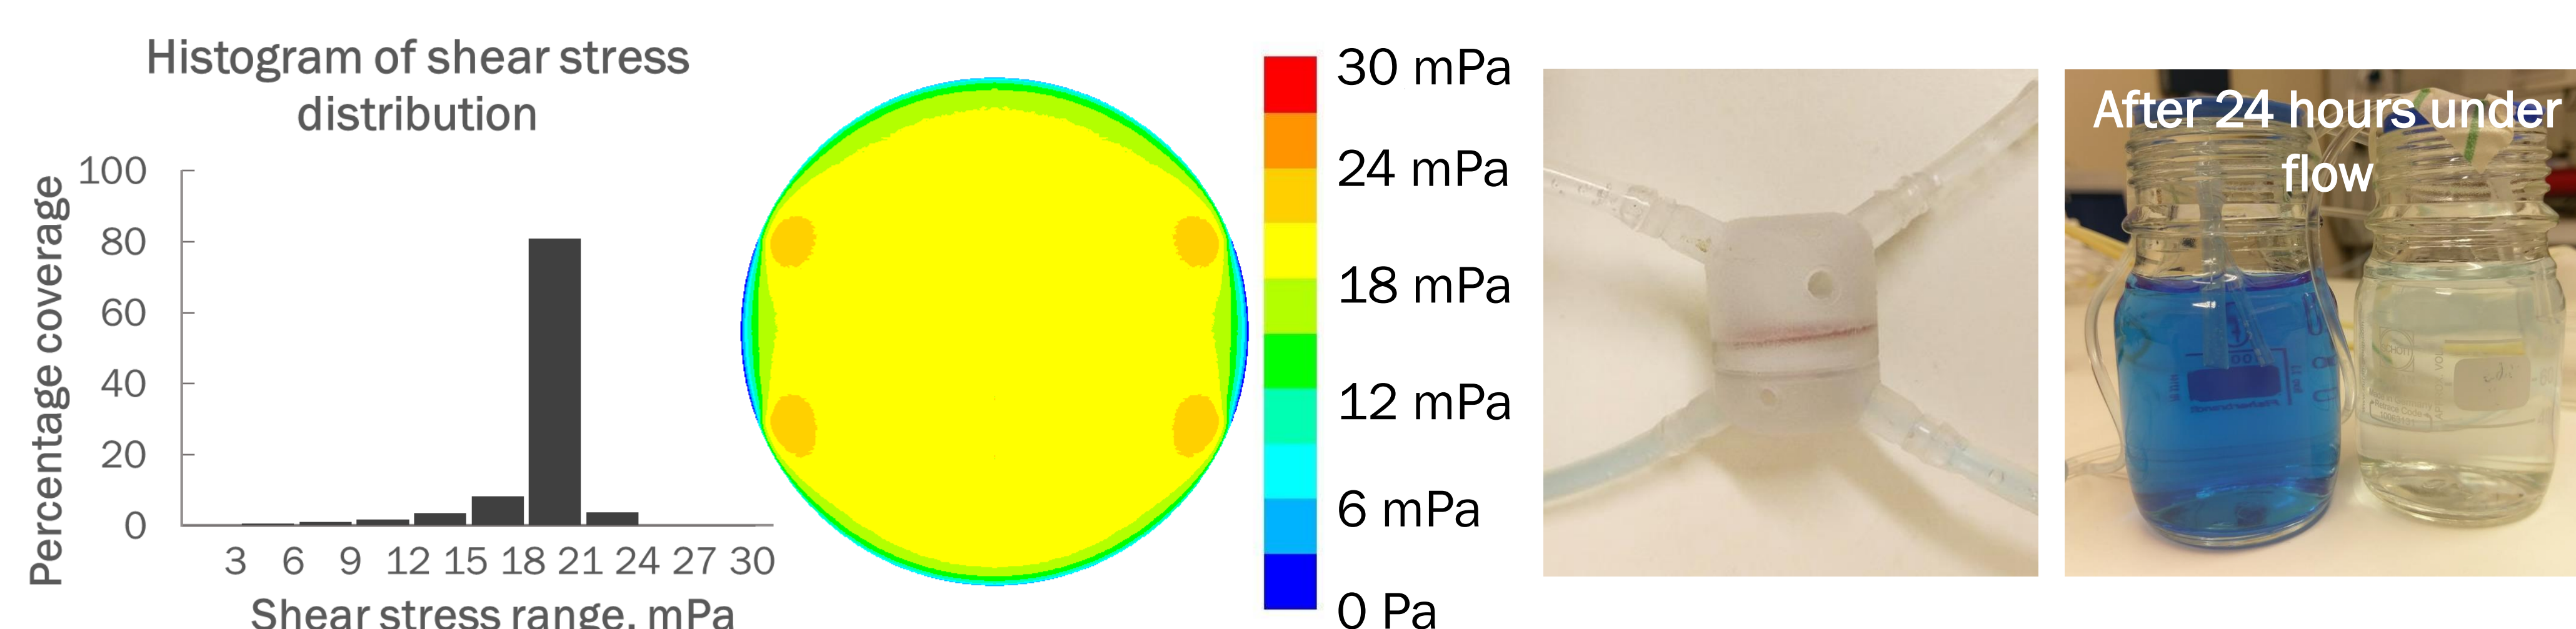 Histogram of shear stress
distribution
Percentage coverage
100
80
60
40
20
0
3 6 9 12 15 18 21 24 27 30
Shear stress range, mPa
30 mPa
24 mPa
18 mPa
12 mPa
6 mPa
0 Pa
After 24 hours under
flow